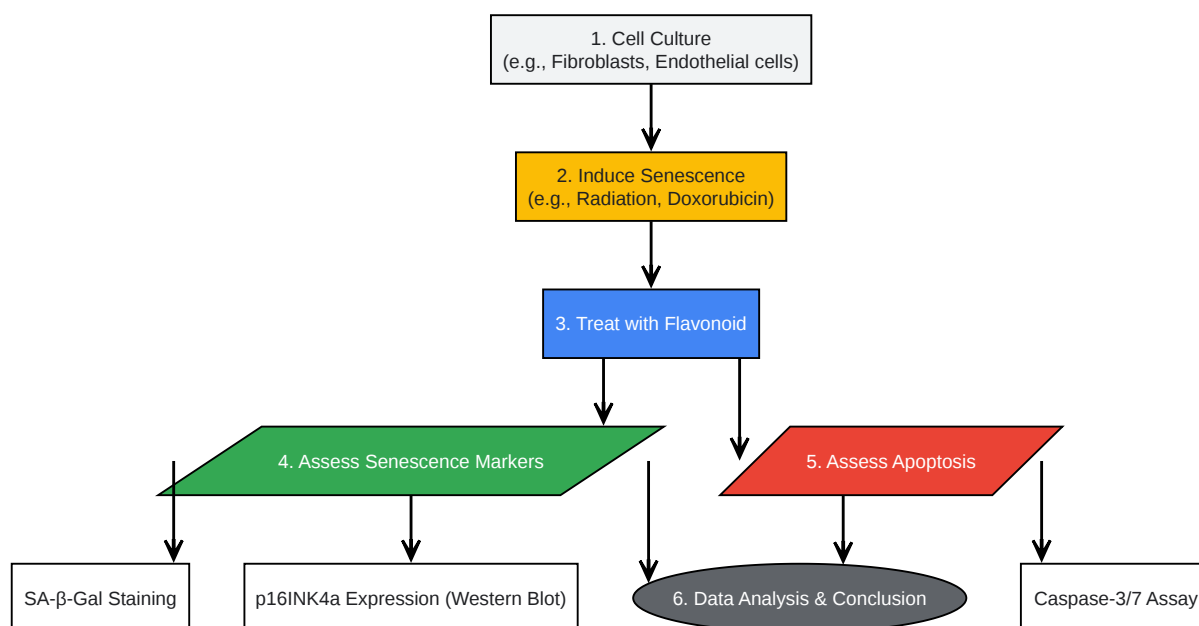 1. Cell Culture
(e.g., Fibroblasts, Endothelial cells)
2. Induce Senescence
(e.g., Radiation, Doxorubicin)
3. Treat with Flavonoid
4. Assess Senescence Markers
5. Assess Apoptosis
SA-β-Gal Staining
p16INK4a Expression (Western Blot)
6. Data Analysis & Conclusion
Caspase-3/7 Assay